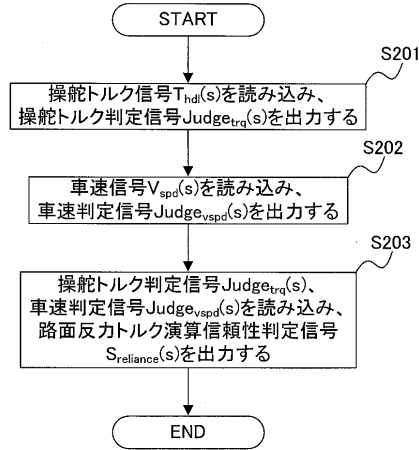 START
S201
操舵トルク信号Thdl(s)を読み込み、
操舵トルク判定信号Judgetrq(s)を出力する
S202
車速信号Vspd(s)を読み込み、
車速判定信号Judgevspd(s)を出力する
S203
操舵トルク判定信号Judgetrq(s)、
車速判定信号Judgevspd(s)を読み込み、
路面反力トルク演算信頼性判定信号
Sreliance(s)を出力する
END